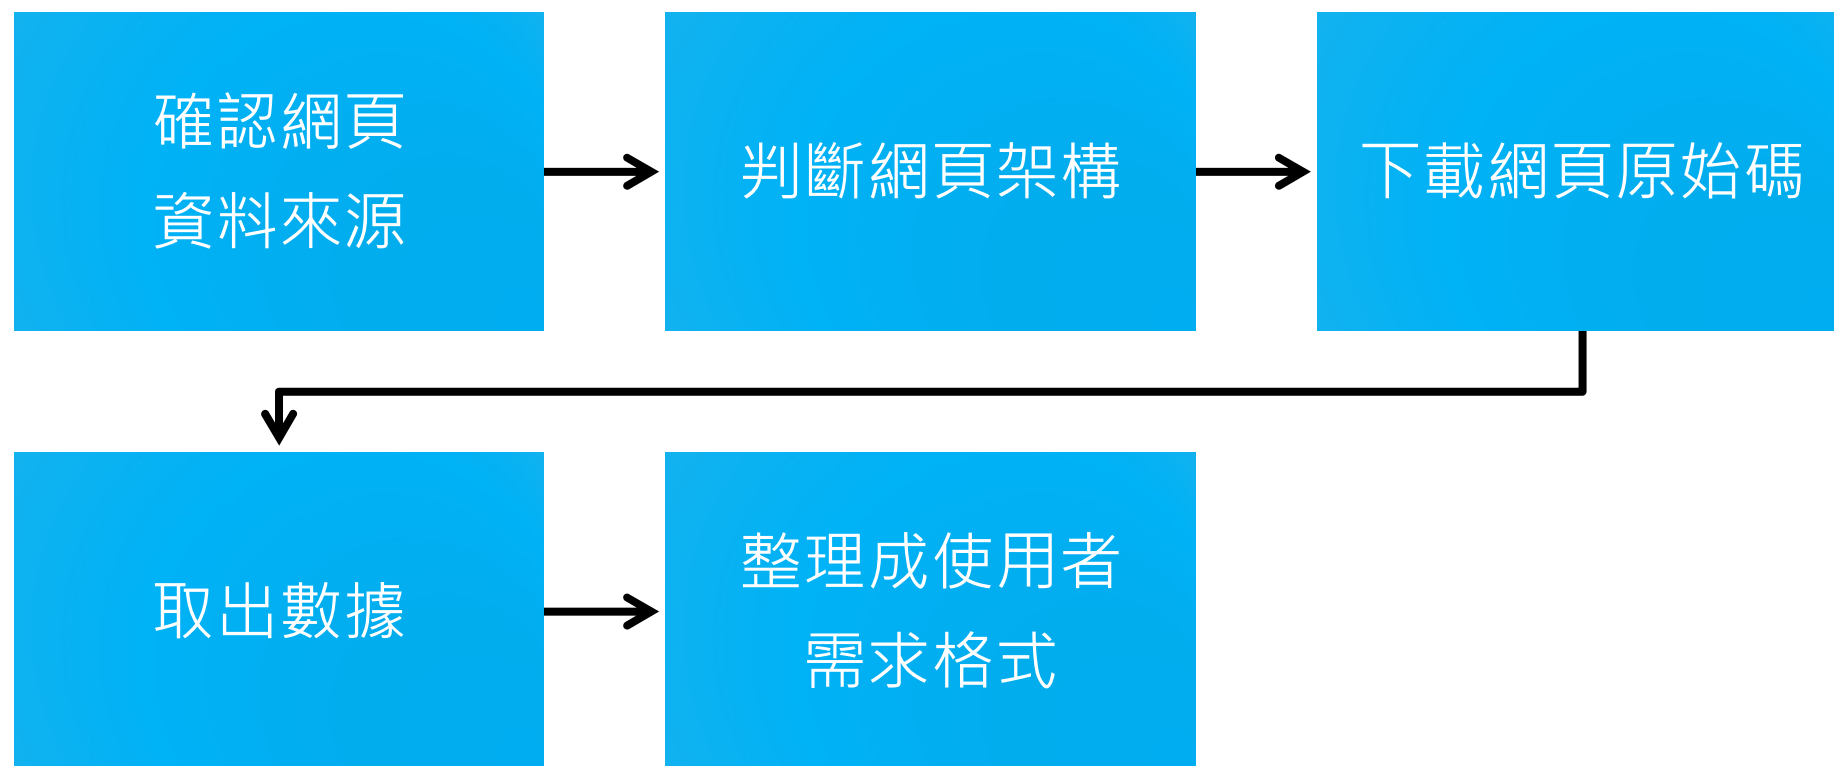 確認網頁
資料來源
判斷網頁架構
下載網頁原始碼
取出數據
整理成使用者
需求格式